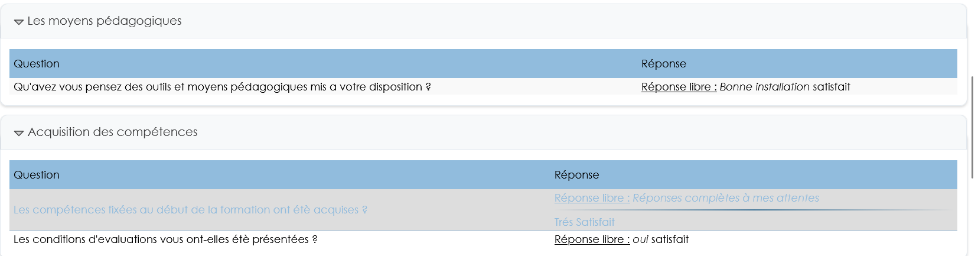 Les moyens pédagogiques
Question Réponse
Qu'avez vous pensez des outils et moyens pédagogiques mis a votre disposition ? Réponse libre : Bonne installation satisfait
Acquisition des compétences
Question Réponse
Les compétences fixées au début de la formation ont été acquises ? Réponse libre : Réponses complètes à mes attentes
Trés Satisfait
Les conditions d'evaluations vous ont-elles étè présentées ? Réponse libre : oui satisfait